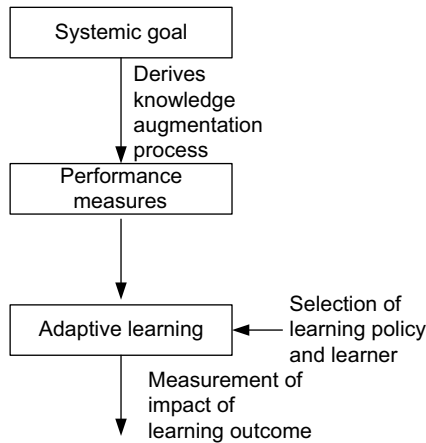 Systemic goal
Derives
knowledge
augmentation
process
Performance
measures
Adaptive learning
Selection of
learning policy
and learner
Measurement of
impact of
learning outcome